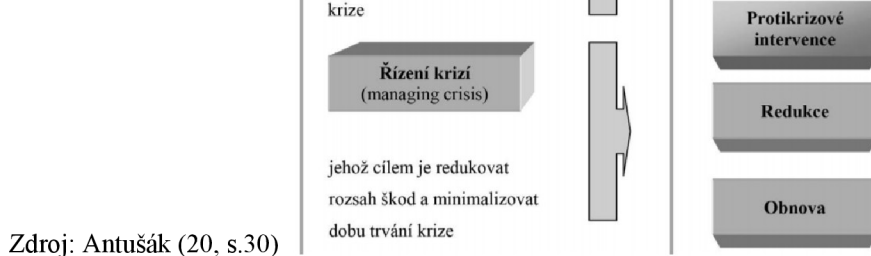 krize
Řízení krizí
(managing crisis)
jehož cílem je redukovat
rozsah škod a minimalizovat
dobu trvání krize
Protikrizové
intervence
Redukce
Obnova
Zdroj: Antušák (20, s.30)